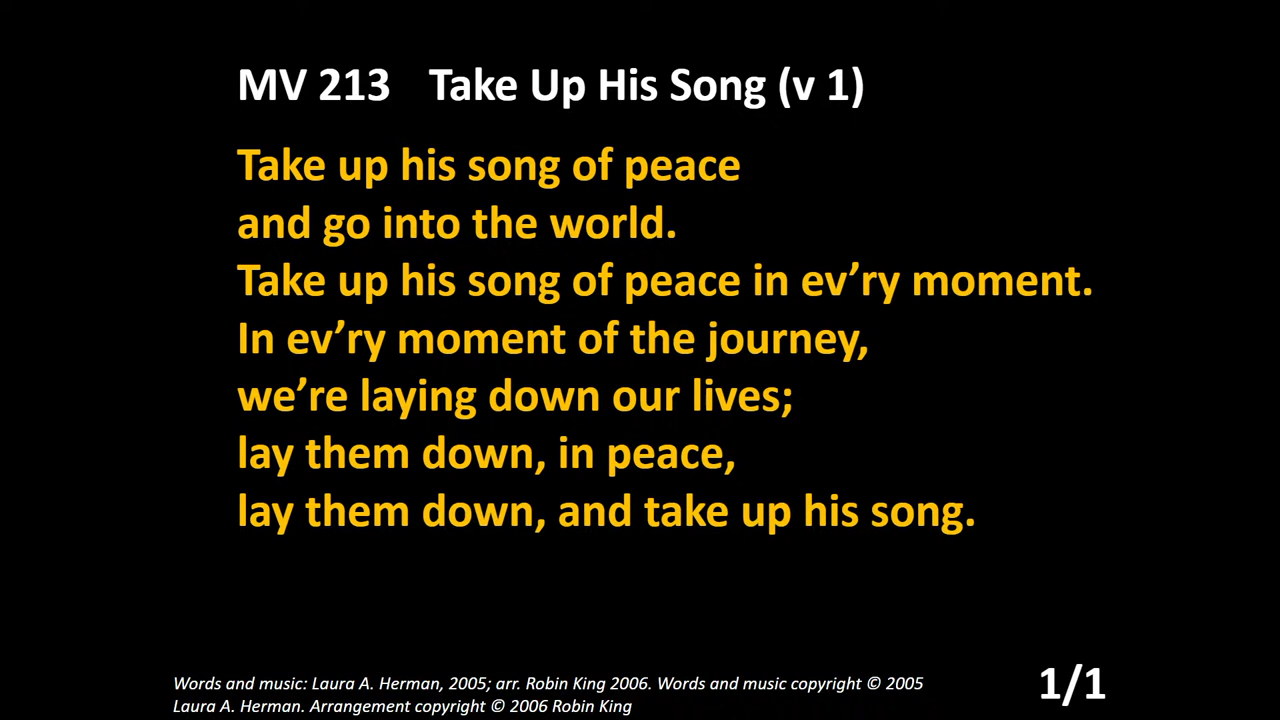 MV 213 Take Up His Song (v 1)
Take up his song of peace
and go into the world.
Take up his song of peace in ev’ry moment.
In ev’ry moment of the journey,
we’re laying down our lives;
lay them down, in peace,
lay them down, and take up his song.
Words and music: Laura A. Herman, 2005; arr. Robin King 2006. Words and music copyright © 2005
Laura A. Herman. Arrangement copyright © 2006 Robin King
1/1